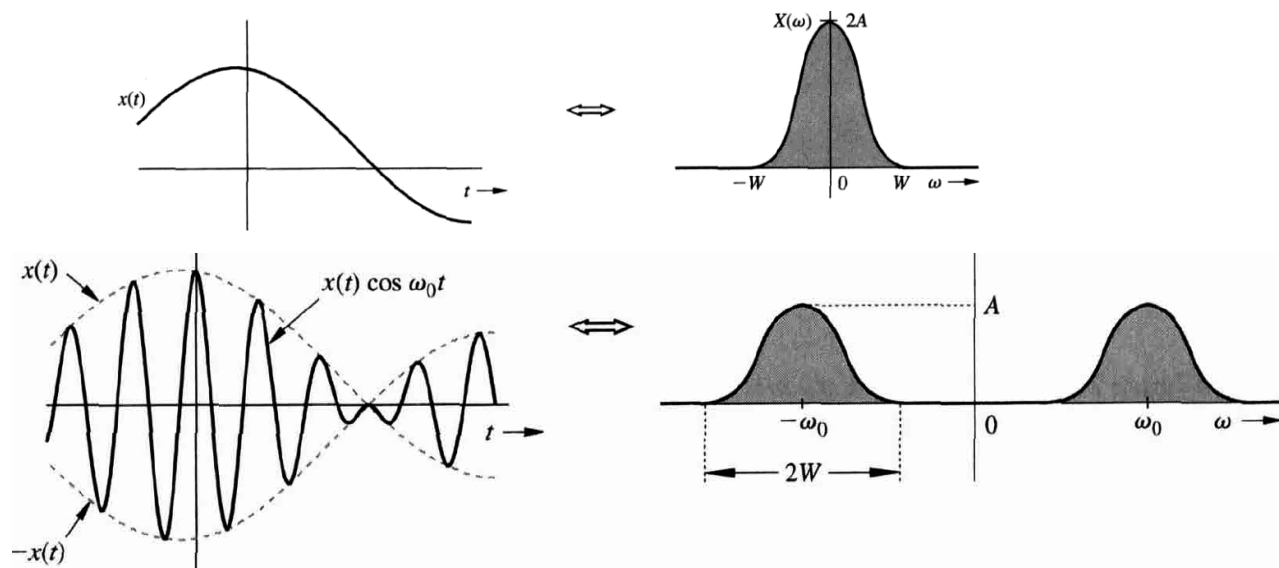 X(ω) 2A
x(t)
t
−W 0 W ω
x(t)
x(t) cos ω₀t
A
t
−ω₀ 0 ω₀ ω
2W
−x(t)